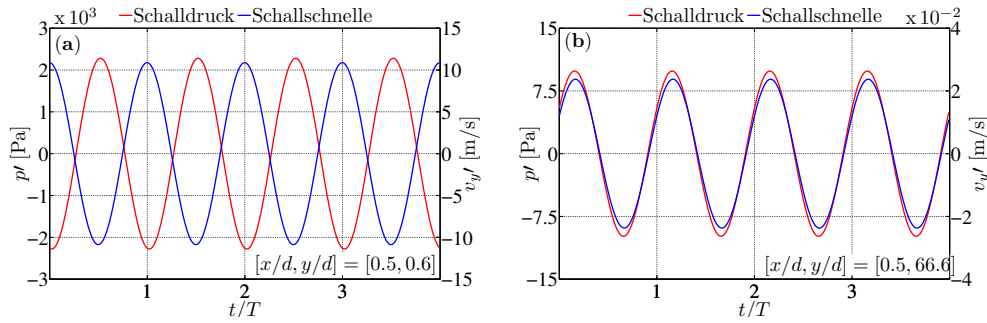 ×10³ Schalldruck Schallschnelle
(a)
3 2 1 0 −1 −2 −3
p′ [Pa]
15 10 5 0 −5 −10 −15
v_y′ [m/s]
[x/d, y/d] = [0.5, 0.6]
1 2 3
t/T
Schalldruck Schallschnelle x 10⁻²
(b)
15 7.5 0 −7.5 −15
p′ [Pa]
4 2 0 −2 −4
v_y′ [m/s]
[x/d, y/d] = [0.5, 66.6]
1 2 3
t/T